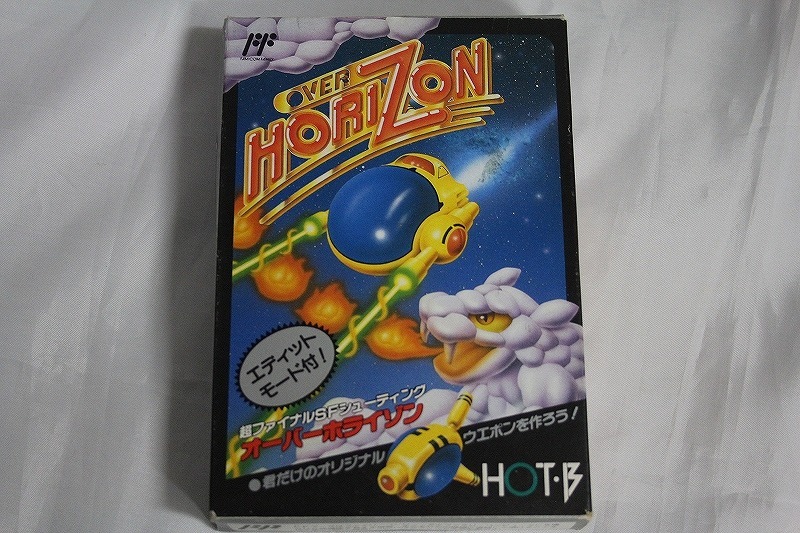 FAMICOM FAMILY
OVER
HORIZON
エディット
モード付!
超ファイナルSFシューティング
オーバーホライゾン
●君だけのオリジナル
ウエポンを作ろう!
HOT・B